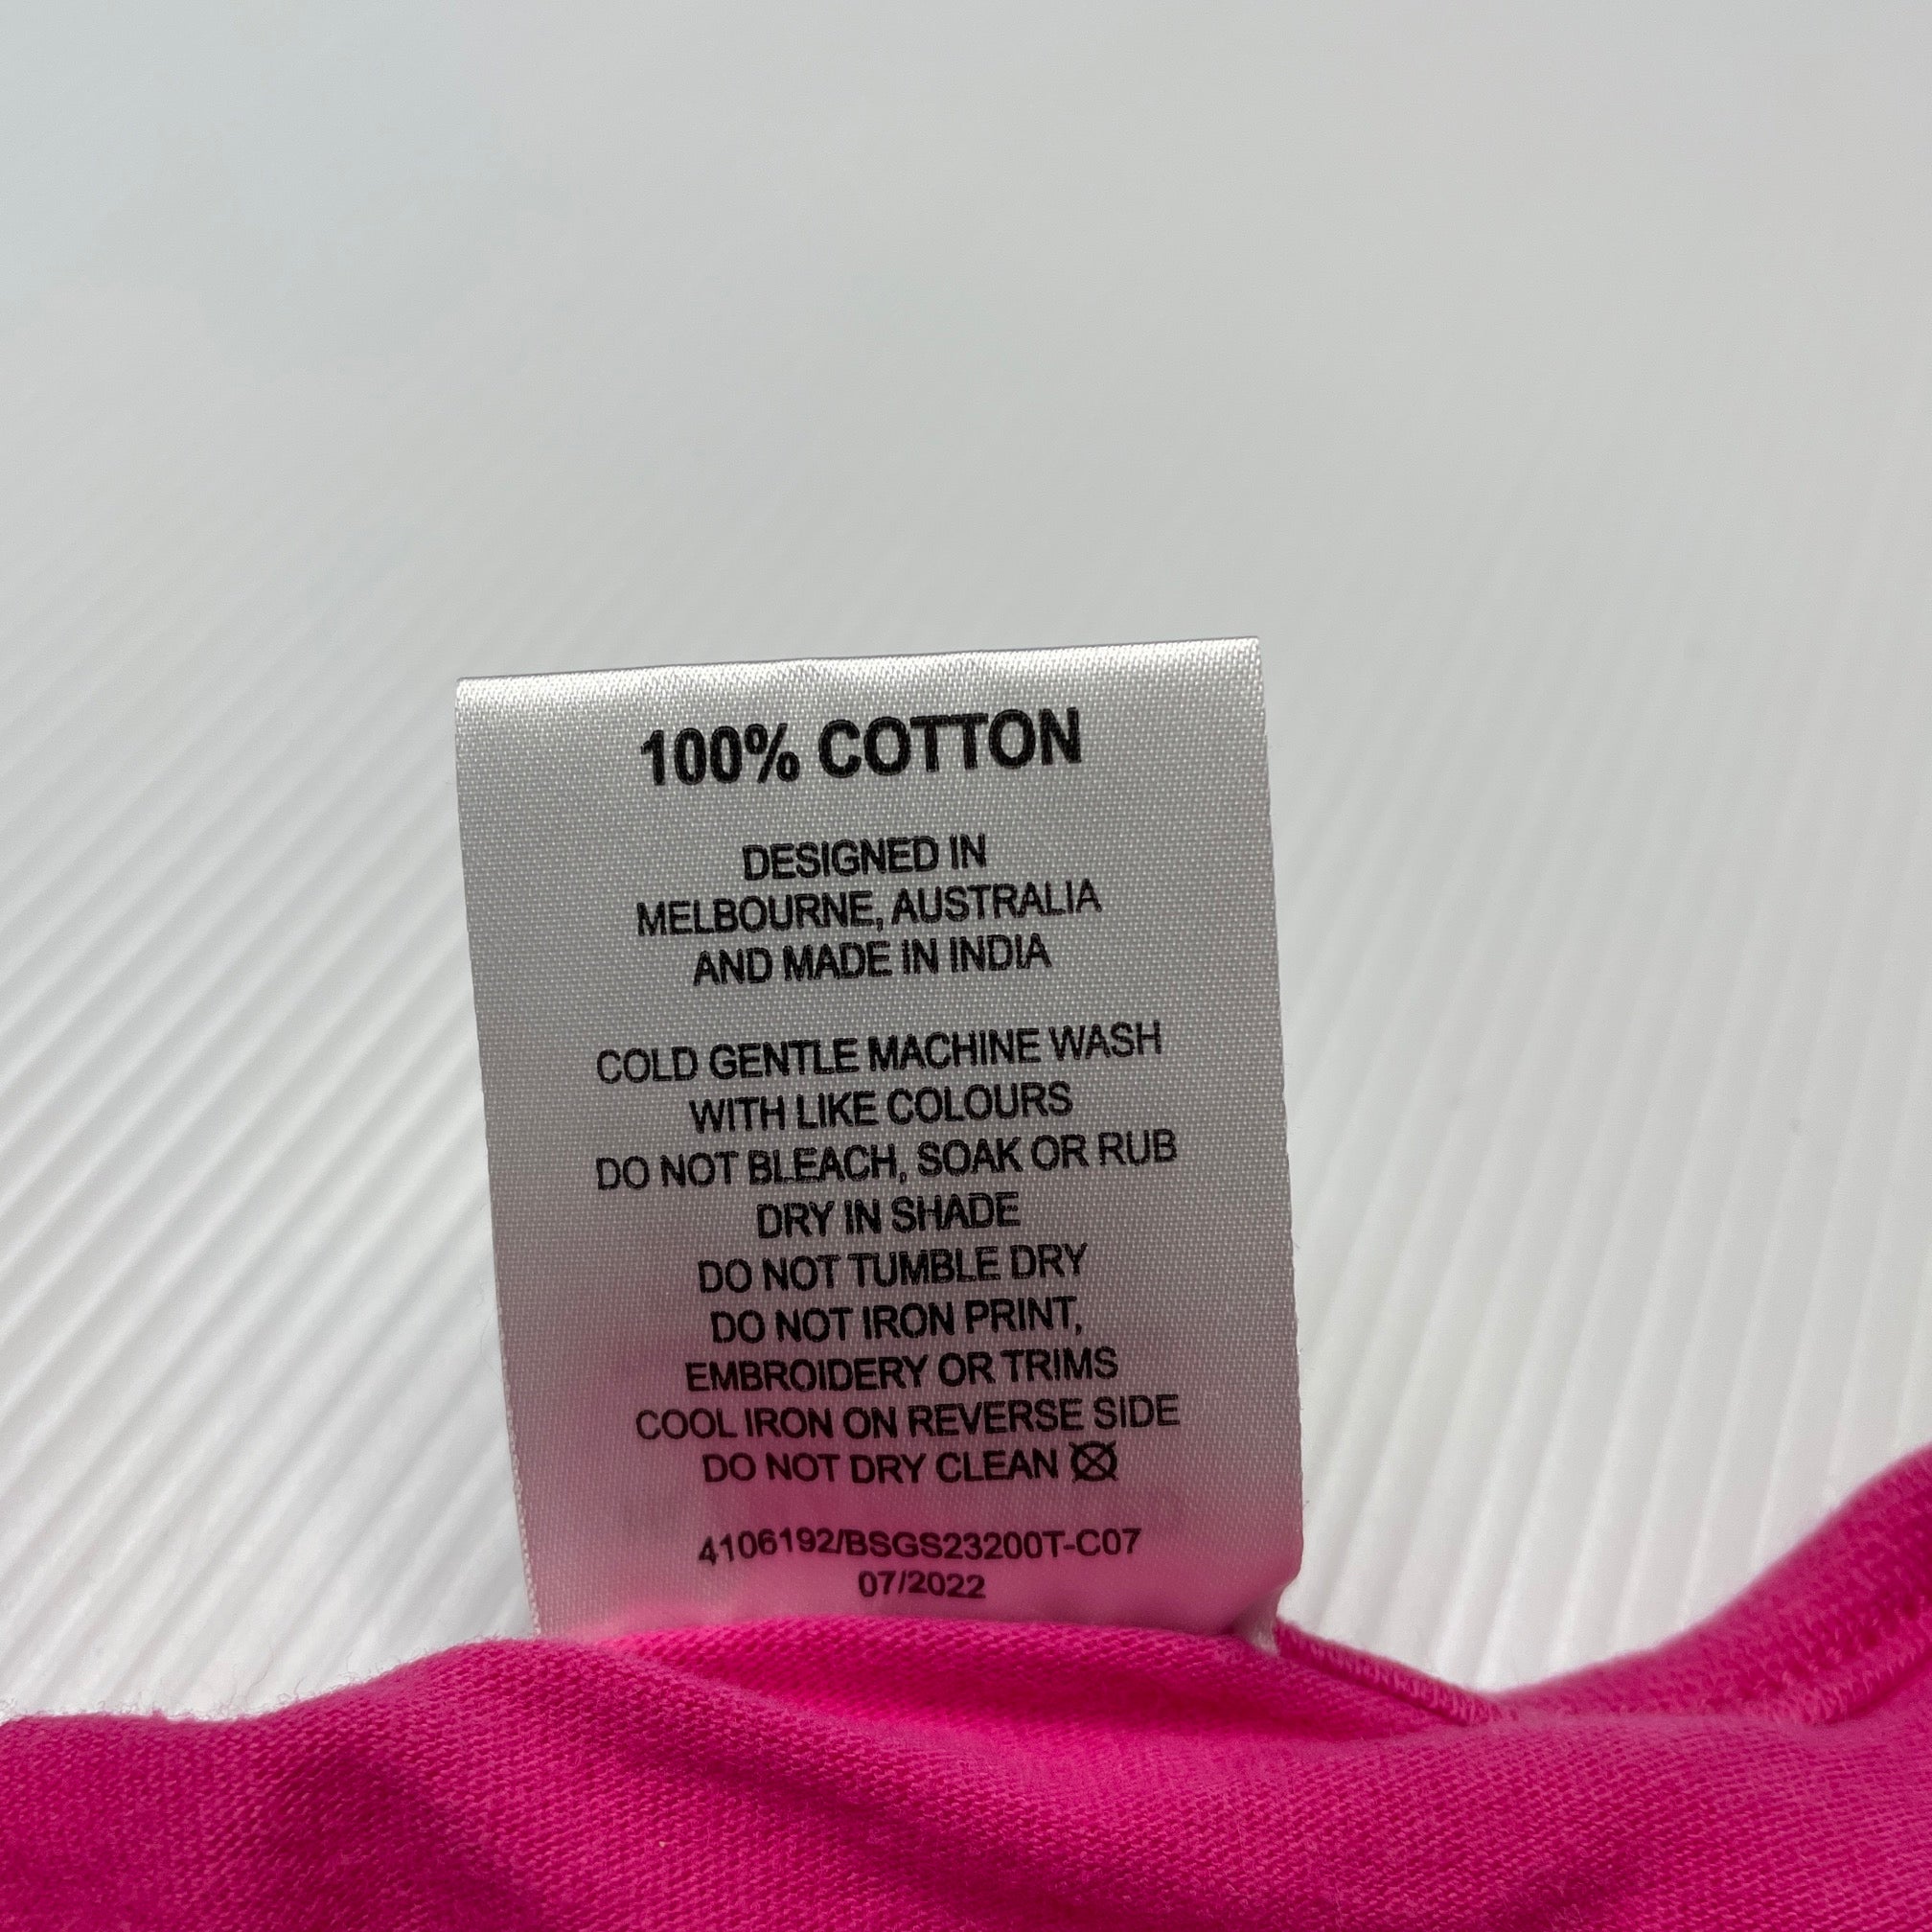 100% COTTON
DESIGNED IN
MELBOURNE, AUSTRALIA
AND MADE IN INDIA
COLD GENTLE MACHINE WASH
WITH LIKE COLOURS
DO NOT BLEACH, SOAK OR RUB
DRY IN SHADE
DO NOT TUMBLE DRY
DO NOT IRON PRINT,
EMBROIDERY OR TRIMS
COOL IRON ON REVERSE SIDE
DO NOT DRY CLEAN
4106192/BSGS23200T-C07
07/2022